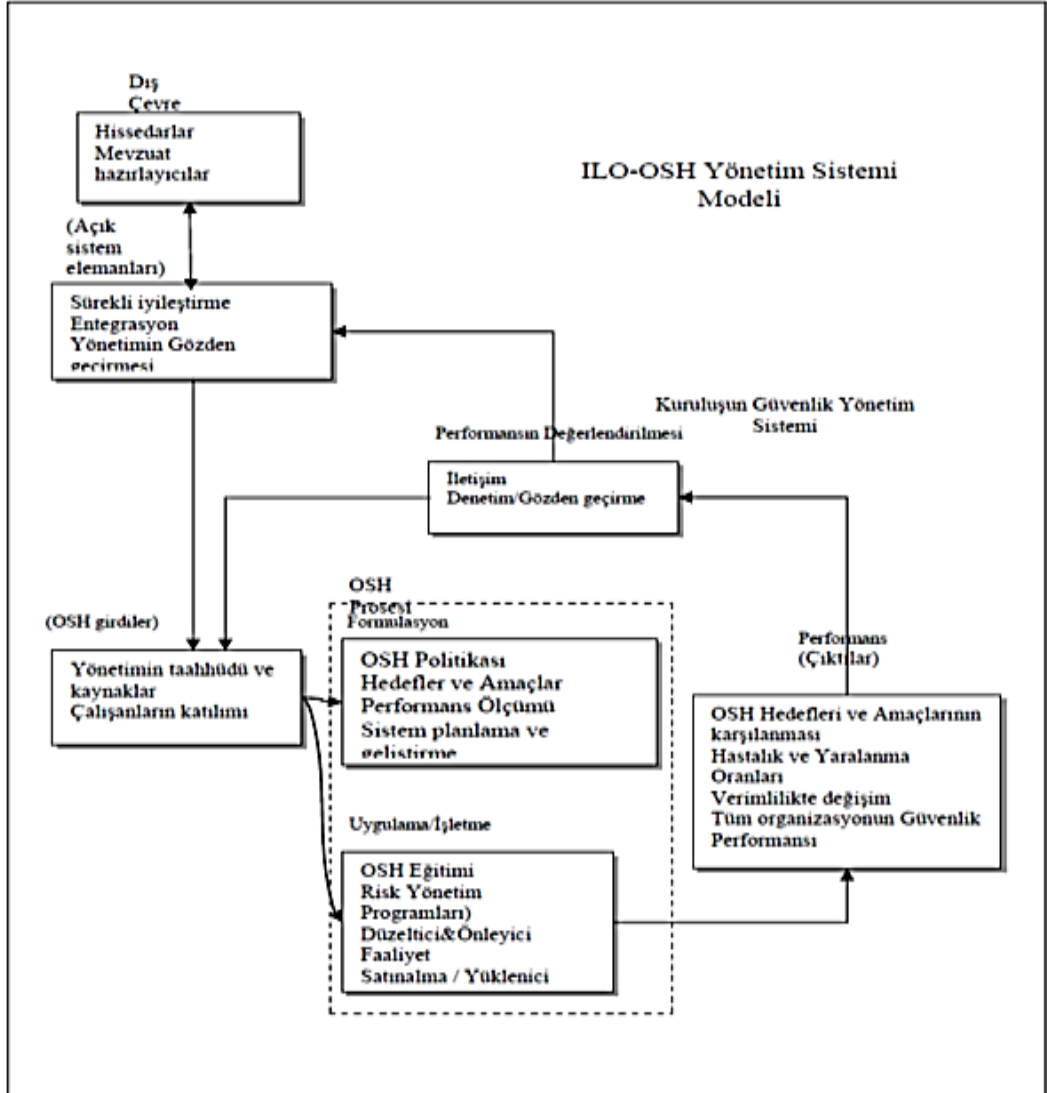 Dış
Çevre
Hissedarlar
Mevzuat
hazırlayıcılar
ILO-OSH Yönetim Sistemi
Modeli
(Açık
sistem
elemanları)
Sürekli iyileştirme
Entegrasyon
Yönetimin Gözden
geçirmesi
Kuruluşun Güvenlik Yönetim
Sistemi
Performansın Değerlendirilmesi
İletişim
Denetim/Gözden geçirme
(OSH girdiler)
Yönetimin taahhüdü ve
kaynaklar
Çalışanların katılımı
OSH
Prosesi
Formulasyon
OSH Politikası
Hedefler ve Amaçlar
Performans Ölçümü
Sistem planlama ve
geliştirme
Uygulama/İşletme
OSH Eğitimi
Risk Yönetim
Programları)
Düzeltici&Önleyici
Faaliyet
Satınalma / Yüklenici
Performans
(Çıktılar)
OSH Hedefleri ve Amaçlarının
karşılanması
Hastalık ve Yaralanma
Oranları
Verimlilikte değişim
Tüm organizasyonun Güvenlik
Performansı